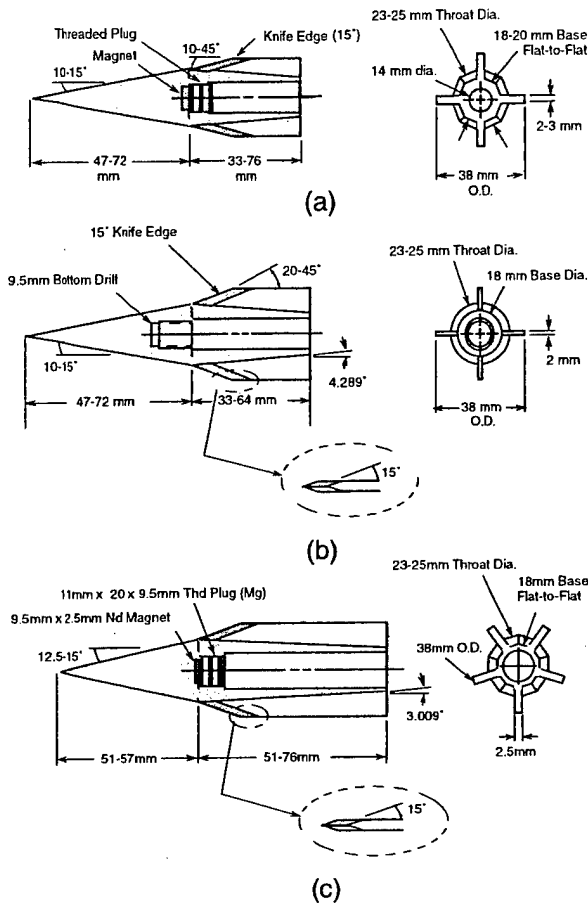 Threaded Plug
Magnet
10-45°
Knife Edge (15°)
10-15°
47-72
mm
33-76
mm
23-25 mm Throat Dia.
18-20 mm Base
Flat-to-Flat
14 mm dia.
2-3 mm
38 mm
O.D.
(a)
15° Knife Edge
20-45°
9.5mm Bottom Drill
10-15°
4.289°
47-72 mm
33-64 mm
15°
23-25 mm Throat Dia.
18 mm Base Dia.
2 mm
38 mm
O.D.
(b)
11mm x 20 x 9.5mm Thd Plug (Mg)
9.5mm x 2.5mm Nd Magnet
12.5-15°
3.009°
51-57mm
51-76mm
15°
23-25mm Throat Dia.
18mm Base
Flat-to-Flat
38mm O.D.
2.5mm
(c)